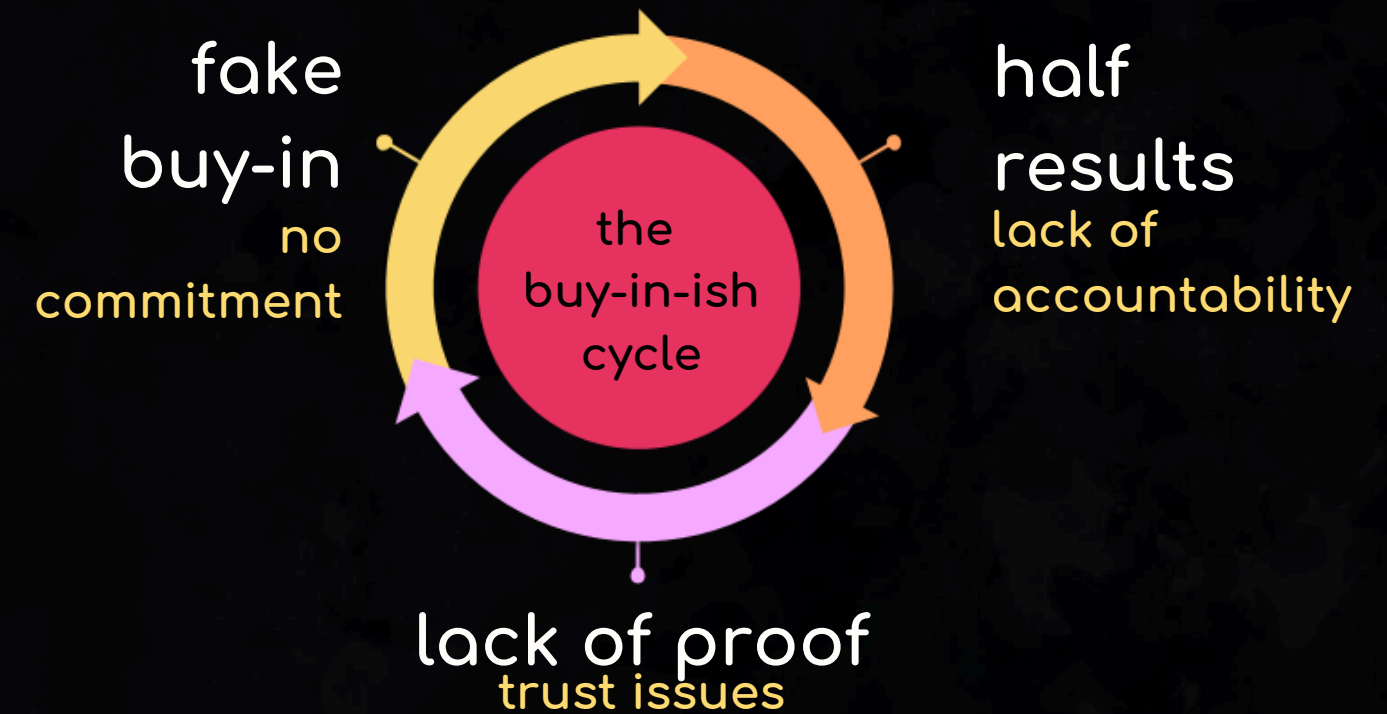 fake
buy-in
no
commitment
half
results
lack of
accountability
the
buy-in-ish
cycle
lack of proof
trust issues